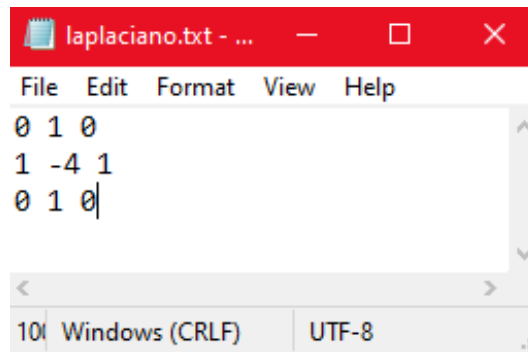 laplaciano.txt - ...
File Edit Format View Help
0 1 0
1 -4 1
0 1 0
Windows (CRLF) UTF-8